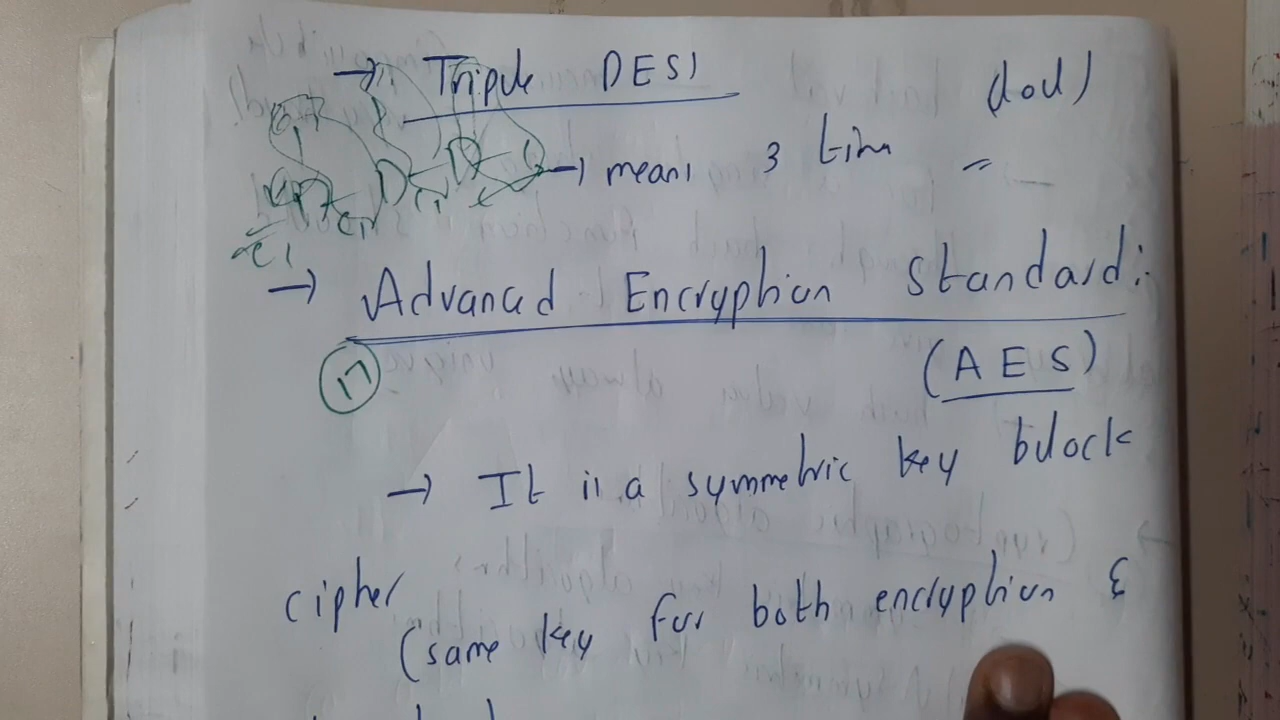 → Triple DES)
→) means 3 time =
→ Advanced Encryption Standard:
17
(AES)
→ It is a symmetric key block
cipher
(same key for both encryption &